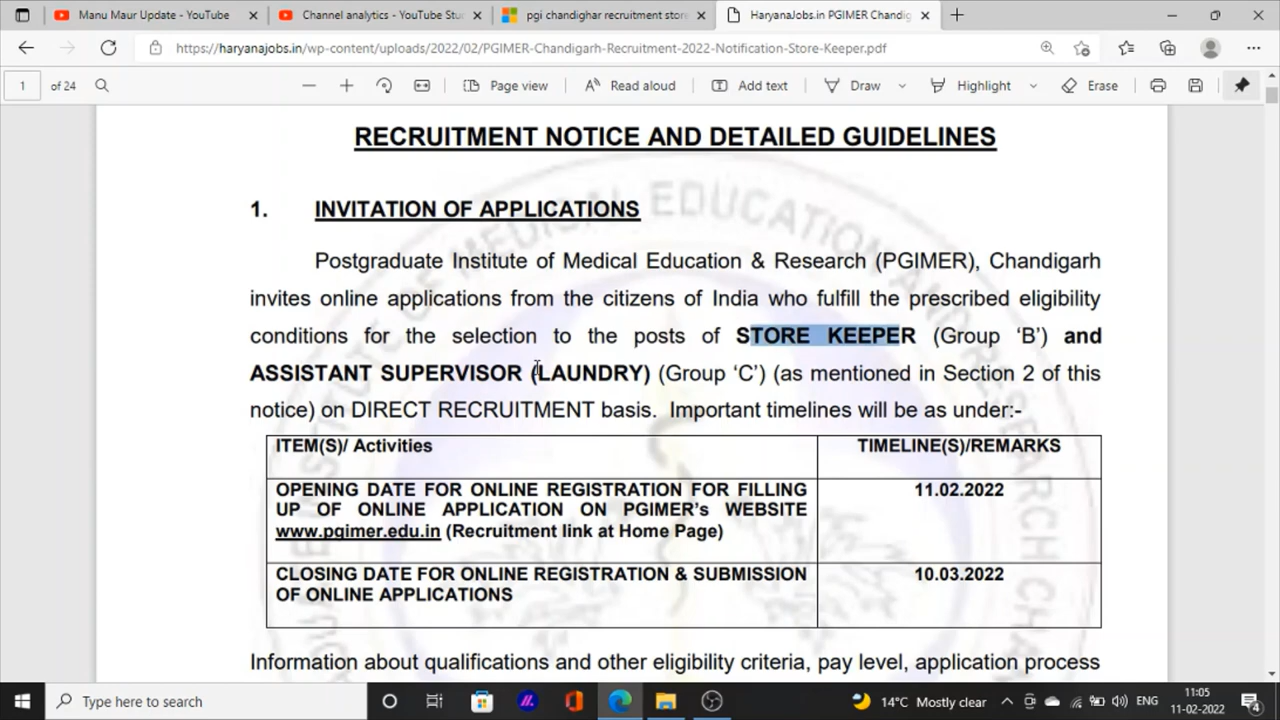 Manu Maur Update - YouTube
Channel analytics - YouTube Stu
pgi chandighar recruitment store
HaryanaJobs.in PGIMER Chandig
https://haryanajobs.in/wp-content/uploads/2022/02/PGIMER-Chandigarh-Recruitment-2022-Notification-Store-Keeper.pdf
1 of 24 Page view Read aloud Add text Draw Highlight Erase
RECRUITMENT NOTICE AND DETAILED GUIDELINES
1. INVITATION OF APPLICATIONS
Postgraduate Institute of Medical Education & Research (PGIMER), Chandigarh
invites online applications from the citizens of India who fulfill the prescribed eligibility
conditions for the selection to the posts of STORE KEEPER (Group ‘B’) and
ASSISTANT SUPERVISOR (LAUNDRY) (Group ‘C’) (as mentioned in Section 2 of this
notice) on DIRECT RECRUITMENT basis. Important timelines will be as under:-
ITEM(S)/ Activities TIMELINE(S)/REMARKS
OPENING DATE FOR ONLINE REGISTRATION FOR FILLING
UP OF ONLINE APPLICATION ON PGIMER's WEBSITE
www.pgimer.edu.in (Recruitment link at Home Page)
11.02.2022
CLOSING DATE FOR ONLINE REGISTRATION & SUBMISSION
OF ONLINE APPLICATIONS
10.03.2022
Information about qualifications and other eligibility criteria, pay level, application process
Type here to search
14°C Mostly clear
ENG
11:05
11-02-2022
4